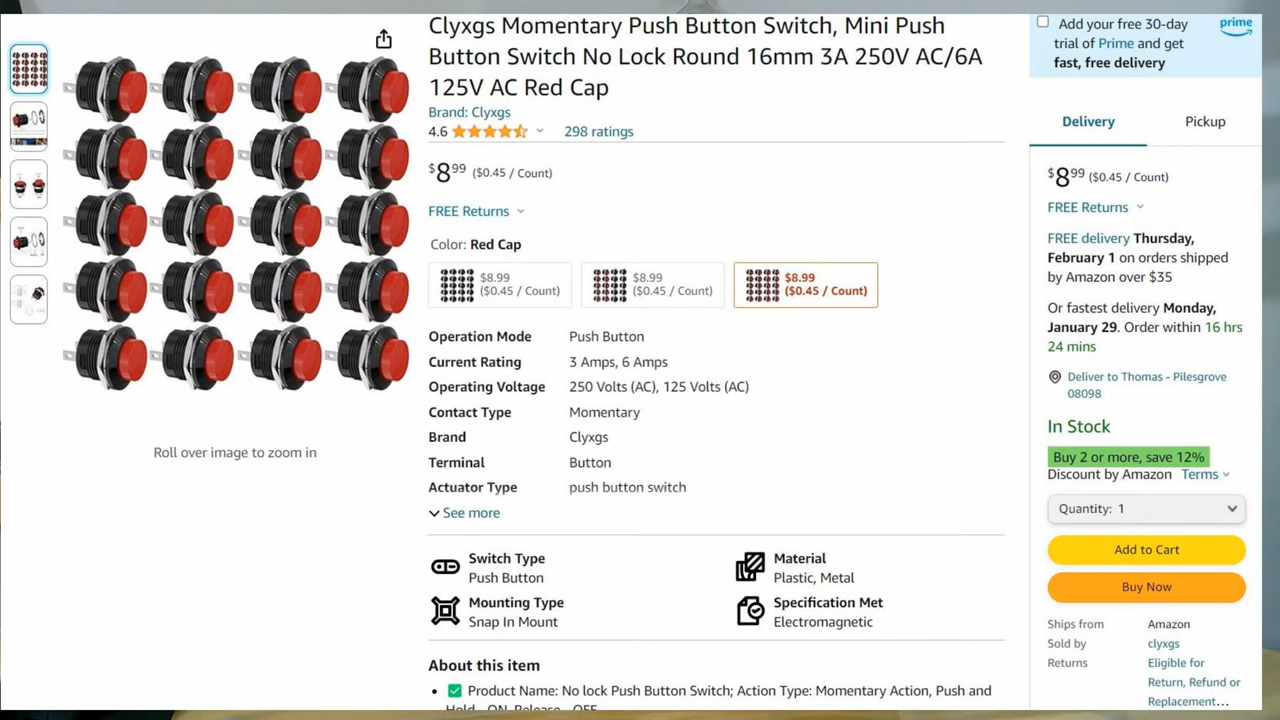 Clyxgs Momentary Push Button Switch, Mini Push
Button Switch No Lock Round 16mm 3A 250V AC/6A
125V AC Red Cap
Brand: Clyxgs
4.6 298 ratings
$8.99 ($0.45 / Count)
FREE Returns
Color: Red Cap
$8.99
($0.45 / Count)
$8.99
($0.45 / Count)
$8.99
($0.45 / Count)
Operation Mode Push Button
Current Rating 3 Amps, 6 Amps
Operating Voltage 250 Volts (AC), 125 Volts (AC)
Contact Type Momentary
Brand Clyxgs
Terminal Button
Actuator Type push button switch
See more
Switch Type
Push Button
Material
Plastic, Metal
Mounting Type
Snap In Mount
Specification Met
Electromagnetic
About this item
Product Name: No lock Push Button Switch; Action Type: Momentary Action, Push and
Hold - ON, Release - OFF
Roll over image to zoom in
Add your free 30-day
trial of Prime and get
fast, free delivery
prime
Delivery Pickup
$8.99 ($0.45 / Count)
FREE Returns
FREE delivery Thursday,
February 1 on orders shipped
by Amazon over $35
Or fastest delivery Monday,
January 29. Order within 16 hrs
24 mins
Deliver to Thomas - Pilesgrove
08098
In Stock
Buy 2 or more, save 12%
Discount by Amazon Terms
Quantity: 1
Add to Cart
Buy Now
Ships from Amazon
Sold by clyxgs
Returns Eligible for
Return, Refund or
Replacement...